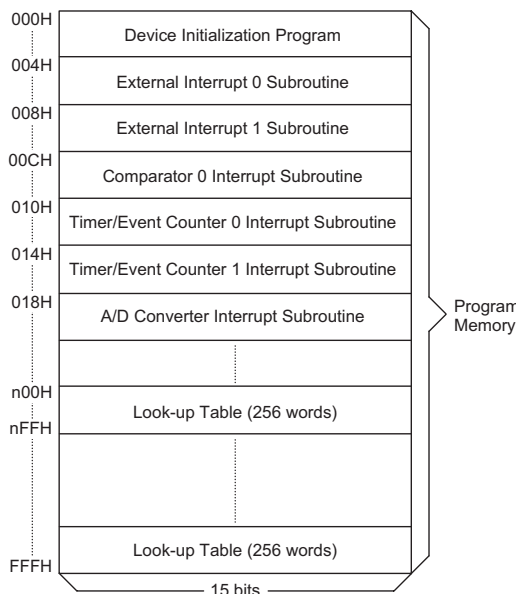 000H
Device Initialization Program
004H
External Interrupt 0 Subroutine
008H
External Interrupt 1 Subroutine
00CH
Comparator 0 Interrupt Subroutine
010H
Timer/Event Counter 0 Interrupt Subroutine
014H
Timer/Event Counter 1 Interrupt Subroutine
018H
A/D Converter Interrupt Subroutine
Program
Memory
n00H
Look-up Table (256 words)
nFFH
Look-up Table (256 words)
FFFH
15 bits